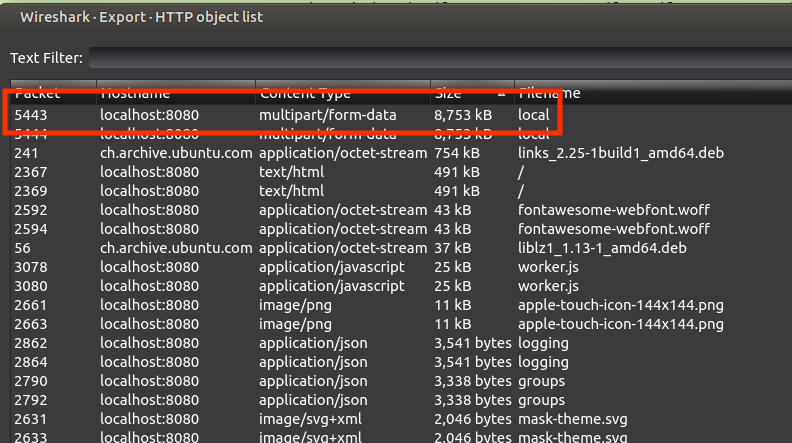 Wireshark · Export · HTTP object list
Text Filter:
Packet Hostname Content Type Size Filename
5443 localhost:8080 multipart/form-data 8,753 kB local
5444 localhost:8080 multipart/form-data 8,753 kB local
241 ch.archive.ubuntu.com application/octet-stream 754 kB links_2.25-1build1_amd64.deb
2367 localhost:8080 text/html 491 kB /
2369 localhost:8080 text/html 491 kB /
2592 localhost:8080 application/octet-stream 43 kB fontawesome-webfont.woff
2594 localhost:8080 application/octet-stream 43 kB fontawesome-webfont.woff
56 ch.archive.ubuntu.com application/octet-stream 37 kB liblz1_1.13-1_amd64.deb
3078 localhost:8080 application/javascript 25 kB worker.js
3080 localhost:8080 application/javascript 25 kB worker.js
2661 localhost:8080 image/png 11 kB apple-touch-icon-144x144.png
2663 localhost:8080 image/png 11 kB apple-touch-icon-144x144.png
2862 localhost:8080 application/json 3,541 bytes logging
2864 localhost:8080 application/json 3,541 bytes logging
2790 localhost:8080 application/json 3,338 bytes groups
2792 localhost:8080 application/json 3,338 bytes groups
2631 localhost:8080 image/svg+xml 2,046 bytes mask-theme.svg
2633 localhost:8080 image/svg+xml 2,046 bytes mask-theme.svg